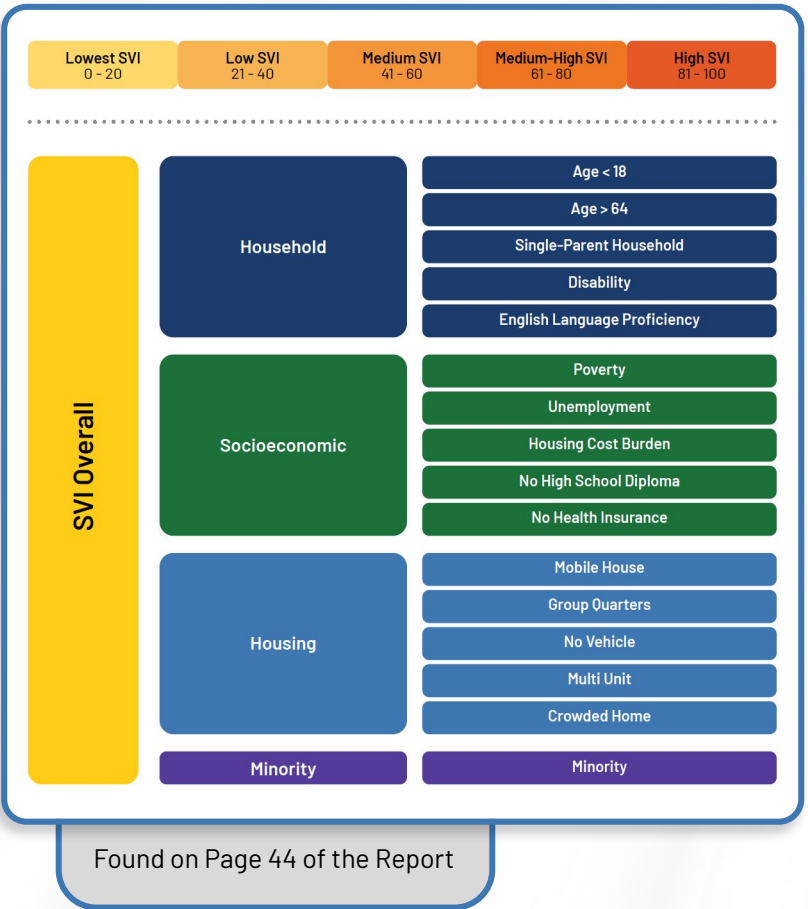 Lowest SVI
0 - 20
Low SVI
21 - 40
Medium SVI
41 - 60
Medium-High SVI
61 - 80
High SVI
81 - 100
SVI Overall
Household
Age < 18
Age > 64
Single-Parent Household
Disability
English Language Proficiency
Socioeconomic
Poverty
Unemployment
Housing Cost Burden
No High School Diploma
No Health Insurance
Housing
Mobile House
Group Quarters
No Vehicle
Multi Unit
Crowded Home
Minority
Minority
Found on Page 44 of the Report